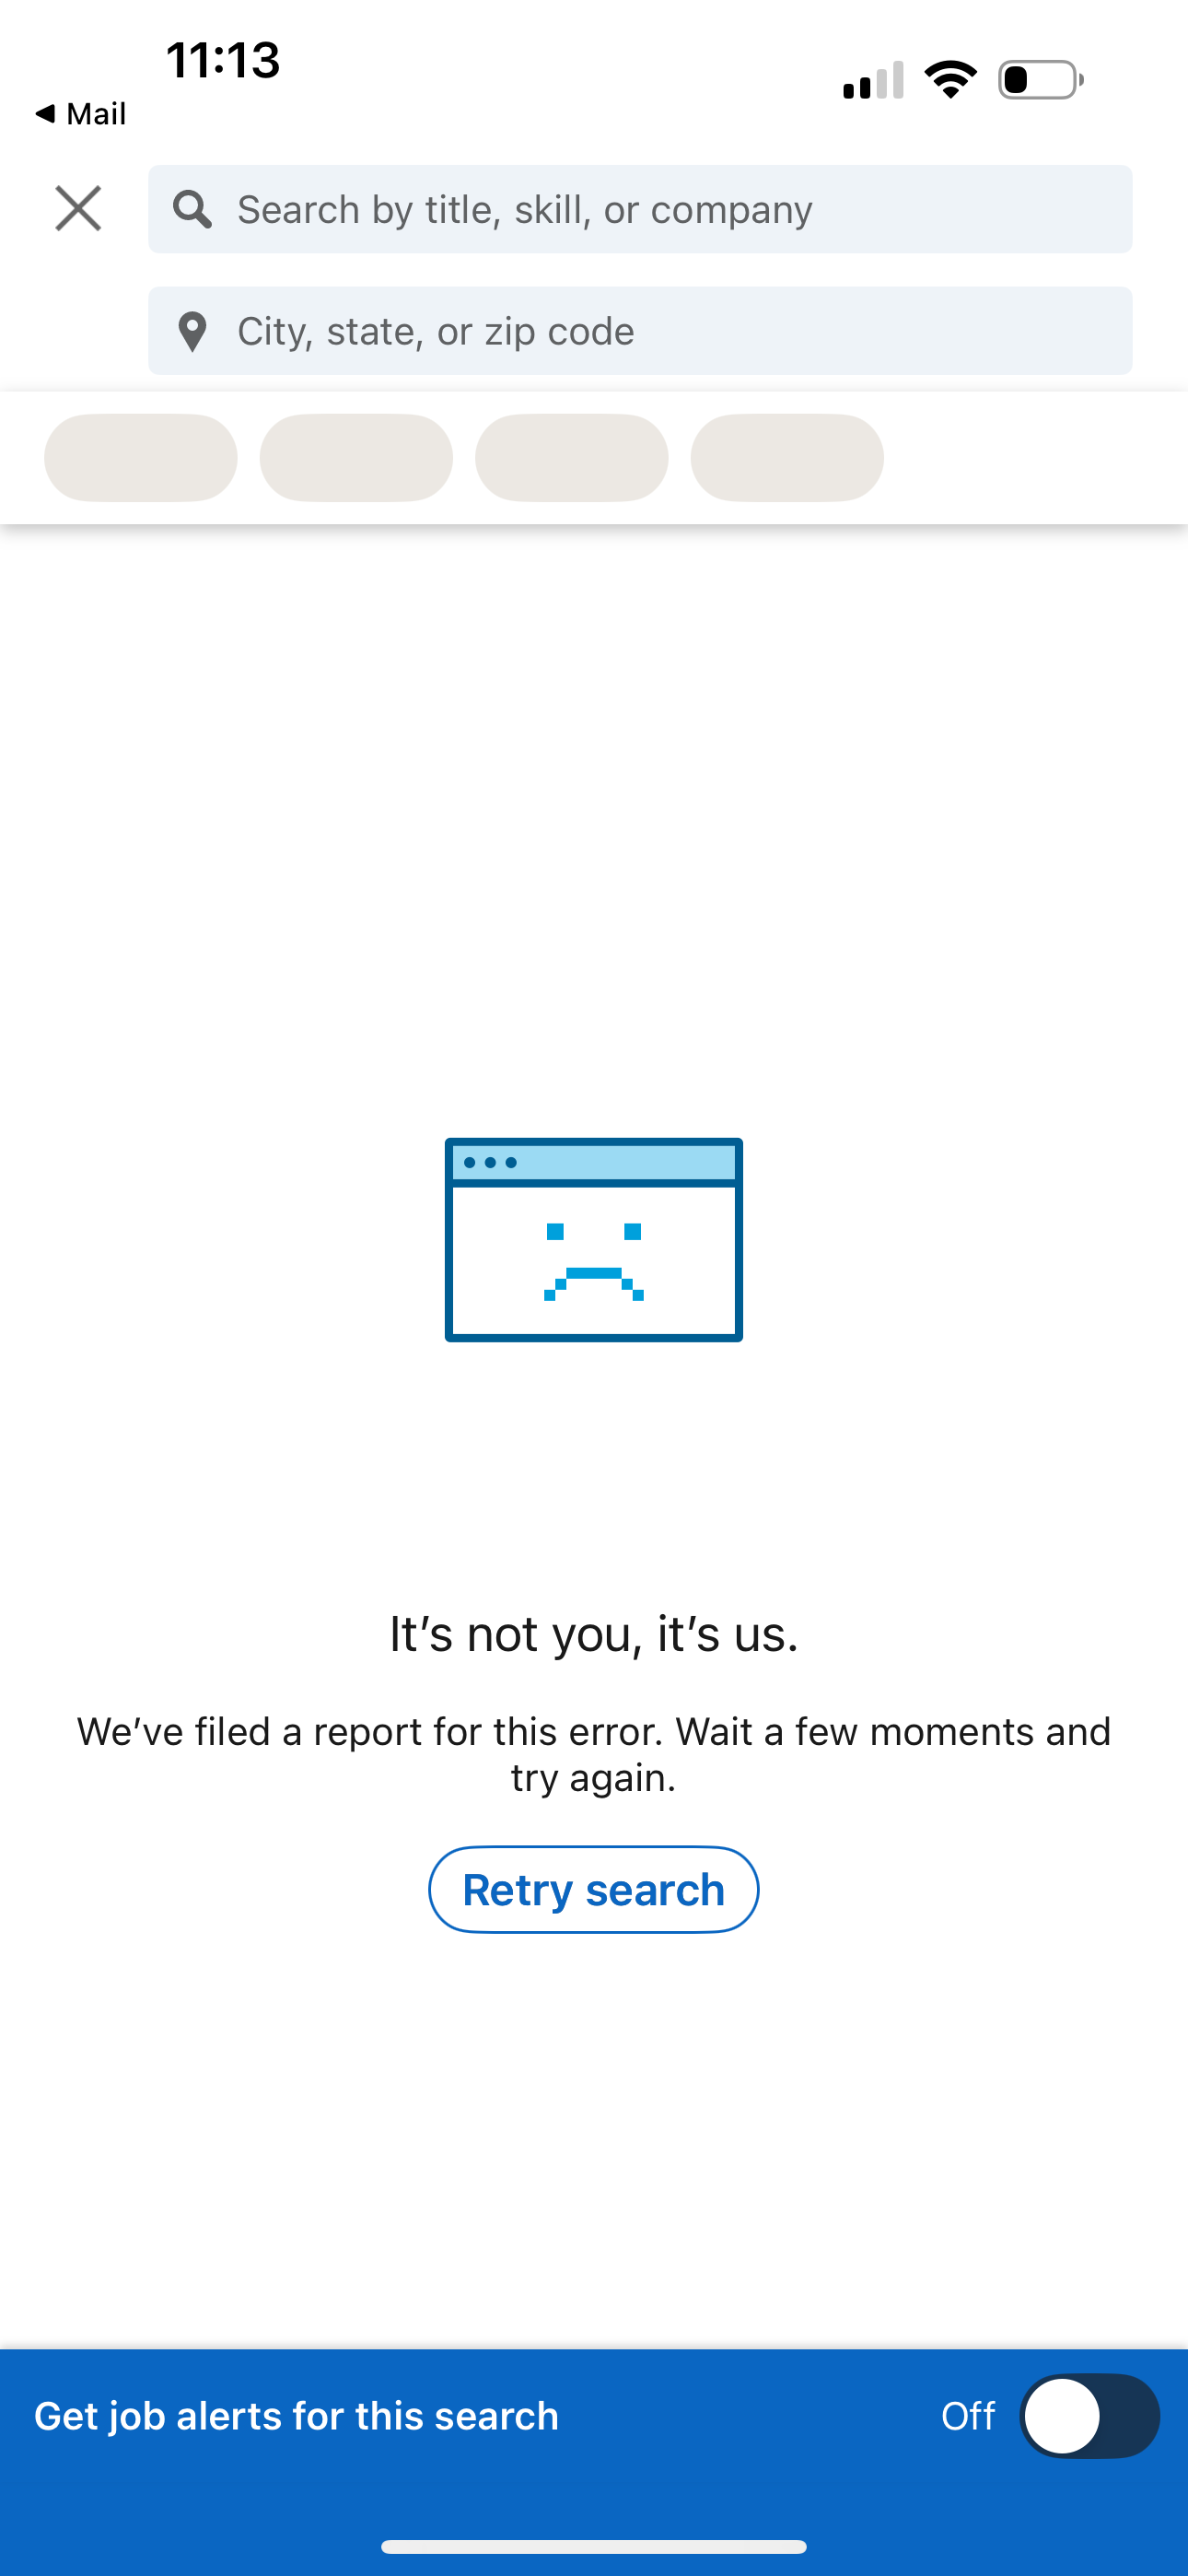 11:13
◀ Mail
Search by title, skill, or company
City, state, or zip code
It’s not you, it’s us.
We’ve filed a report for this error. Wait a few moments and
try again.
Retry search
Get job alerts for this search
Off